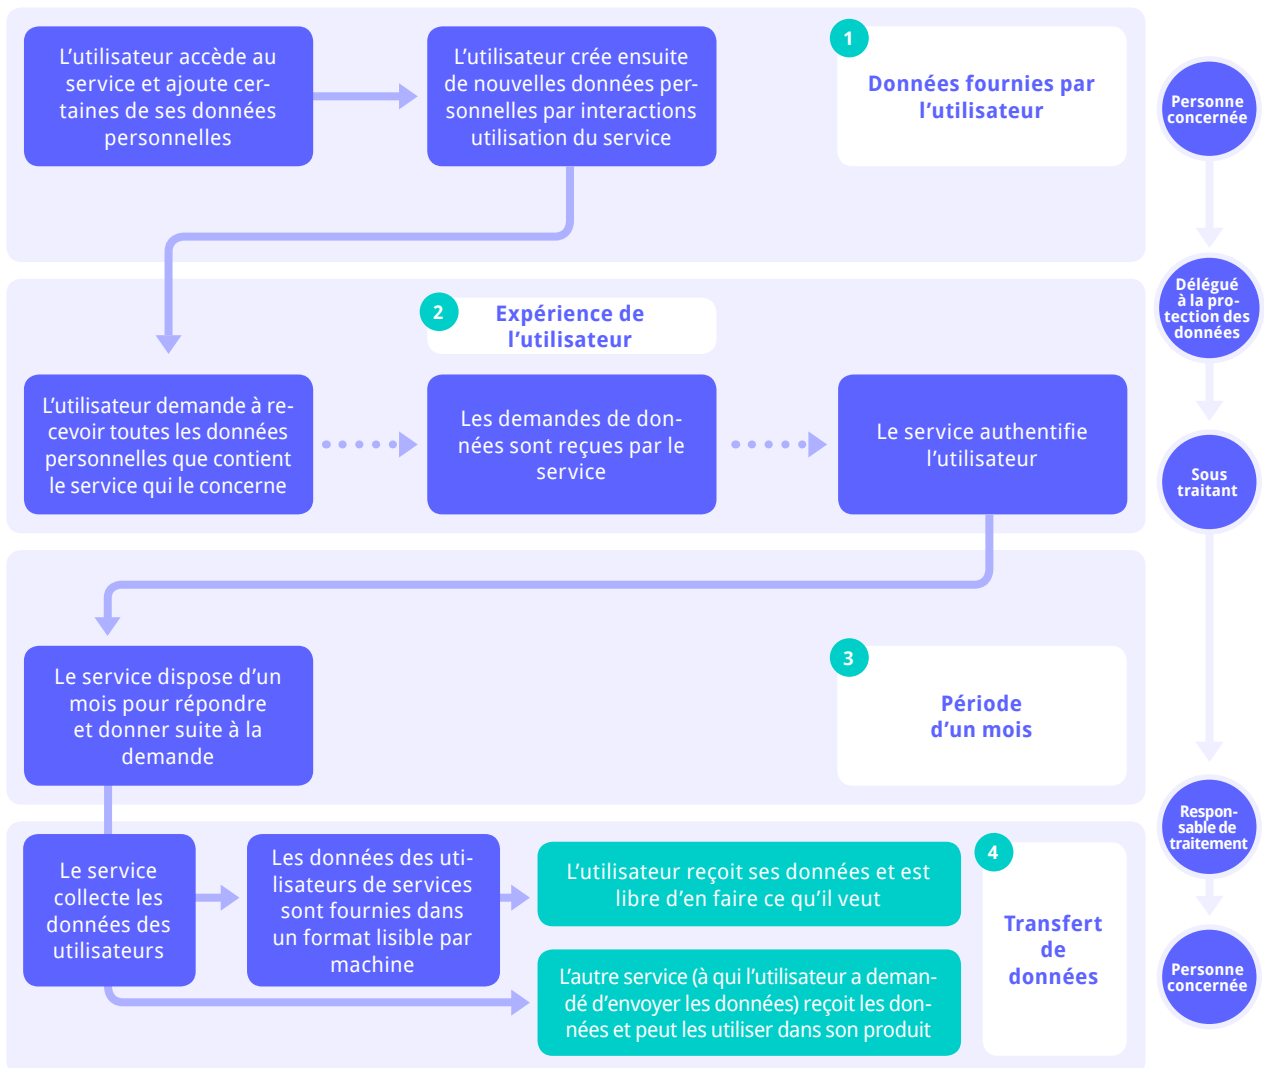 L’utilisateur accède au
service et ajoute cer-
taines de ses données
personnelles
L’utilisateur crée ensuite
de nouvelles données per-
sonnelles par interactions
utilisation du service
1
Données fournies par
l’utilisateur
Personne
concernée
2
Expérience de
l’utilisateur
Délégué
à la pro-
tection des
données
L’utilisateur demande à re-
cevoir toutes les données
personnelles que contient
le service qui le concerne
Les demandes de don-
nées sont reçues par le
service
Le service authentifie
l’utilisateur
Sous
traitant
Le service dispose d’un
mois pour répondre
et donner suite à la
demande
3
Période
d’un mois
Respon-
sable de
traitement
Le service
collecte les
données des
utilisateurs
Les données des uti-
lisateurs de services
sont fournies dans
un format lisible par
machine
L’utilisateur reçoit ses données et est
libre d’en faire ce qu’il veut
L’autre service (à qui l’utilisateur a deman-
dé d’envoyer les données) reçoit les don-
nées et peut les utiliser dans son produit
4
Transfert
de
données
Personne
concernée